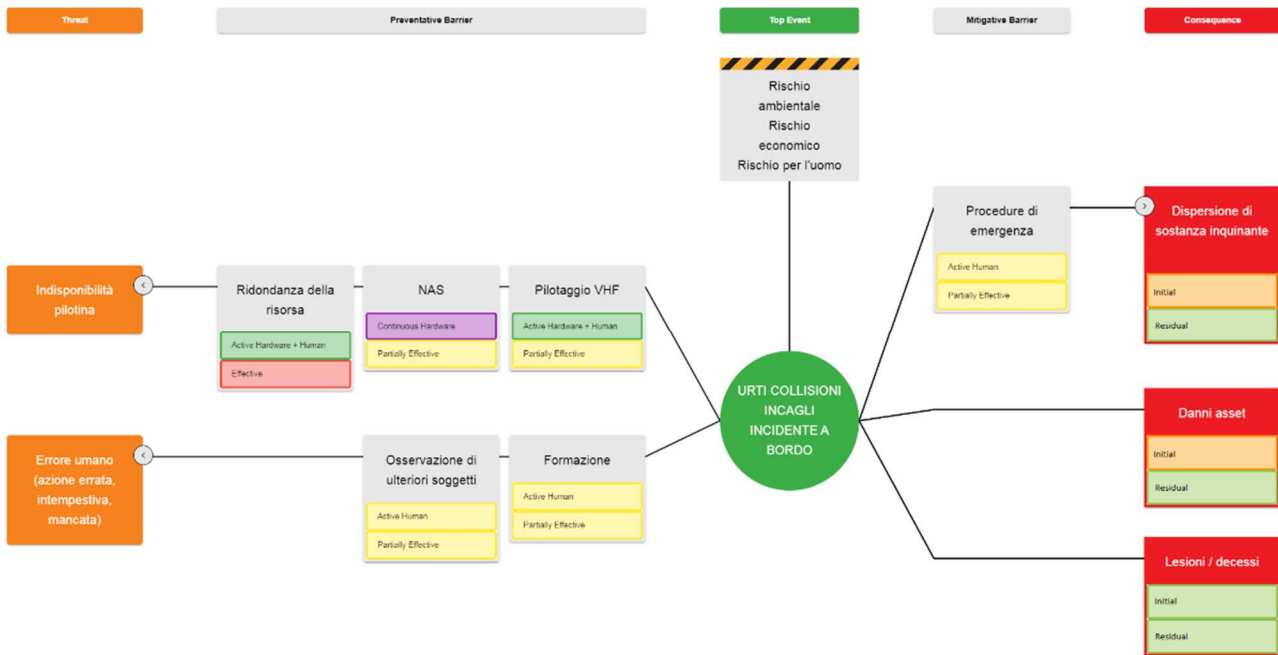 Threat
Preventative Barrier
Top Event
Mitigative Barrier
Consequence
Rischio
ambientale
Rischio
economico
Rischio per l'uomo
Indisponibilità
pilotina
<
Ridondanza della
risorsa
Active Hardware + Human
Effective
NAS
Continuous Hardware
Partially Effective
Pilotaggio VHF
Active Hardware + Human
Partially Effective
Errore umano
(azione errata,
intempestiva,
mancata)
<
Osservazione di
ulteriori soggetti
Active Human
Partially Effective
Formazione
Active Human
Partially Effective
URTI COLLISIONI
INCAGLI
INCIDENTE A
BORDO
Procedure di
emergenza
Active Human
Partially Effective
>
Dispersione di
sostanza inquinante
Initial
Residual
Danni asset
Initial
Residual
Lesioni / decessi
Initial
Residual